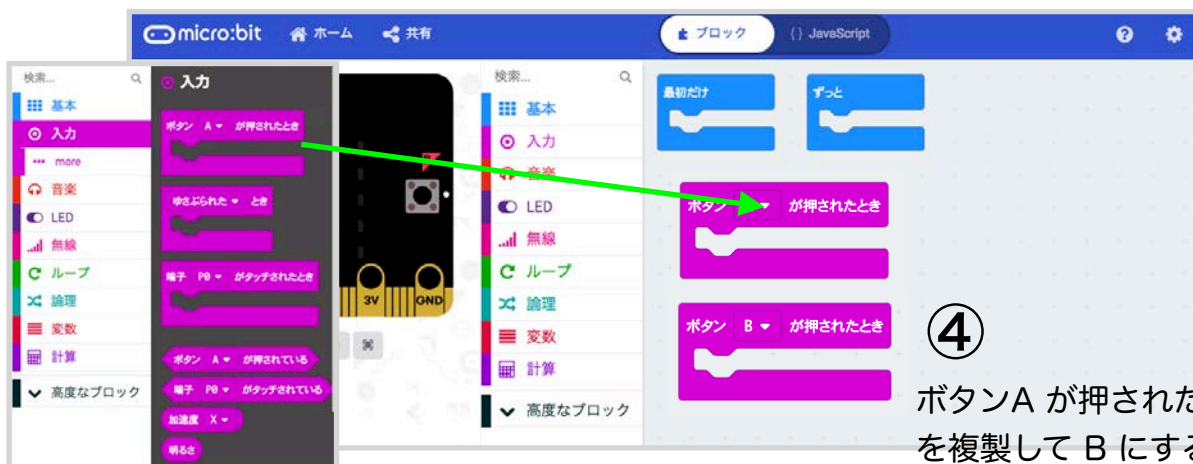 micro:bit ホーム 共有 ブロック {} JavaScript
検索...
基本
入力
more
音楽
LED
無線
ループ
論理
変数
計算
高度なブロック
入力
ボタン A が押されたとき
ゆさぶられた とき
端子 P0 がタッチされたとき
ボタン A が押されている
端子 P0 がタッチされている
加速度 X
明るさ
3V GND
検索...
基本
入力
音楽
LED
無線
ループ
論理
変数
計算
高度なブロック
最初だけ
ずっと
ボタン が押されたとき
ボタン B が押されたとき
④
ボタンA が押された
を複製して B にする